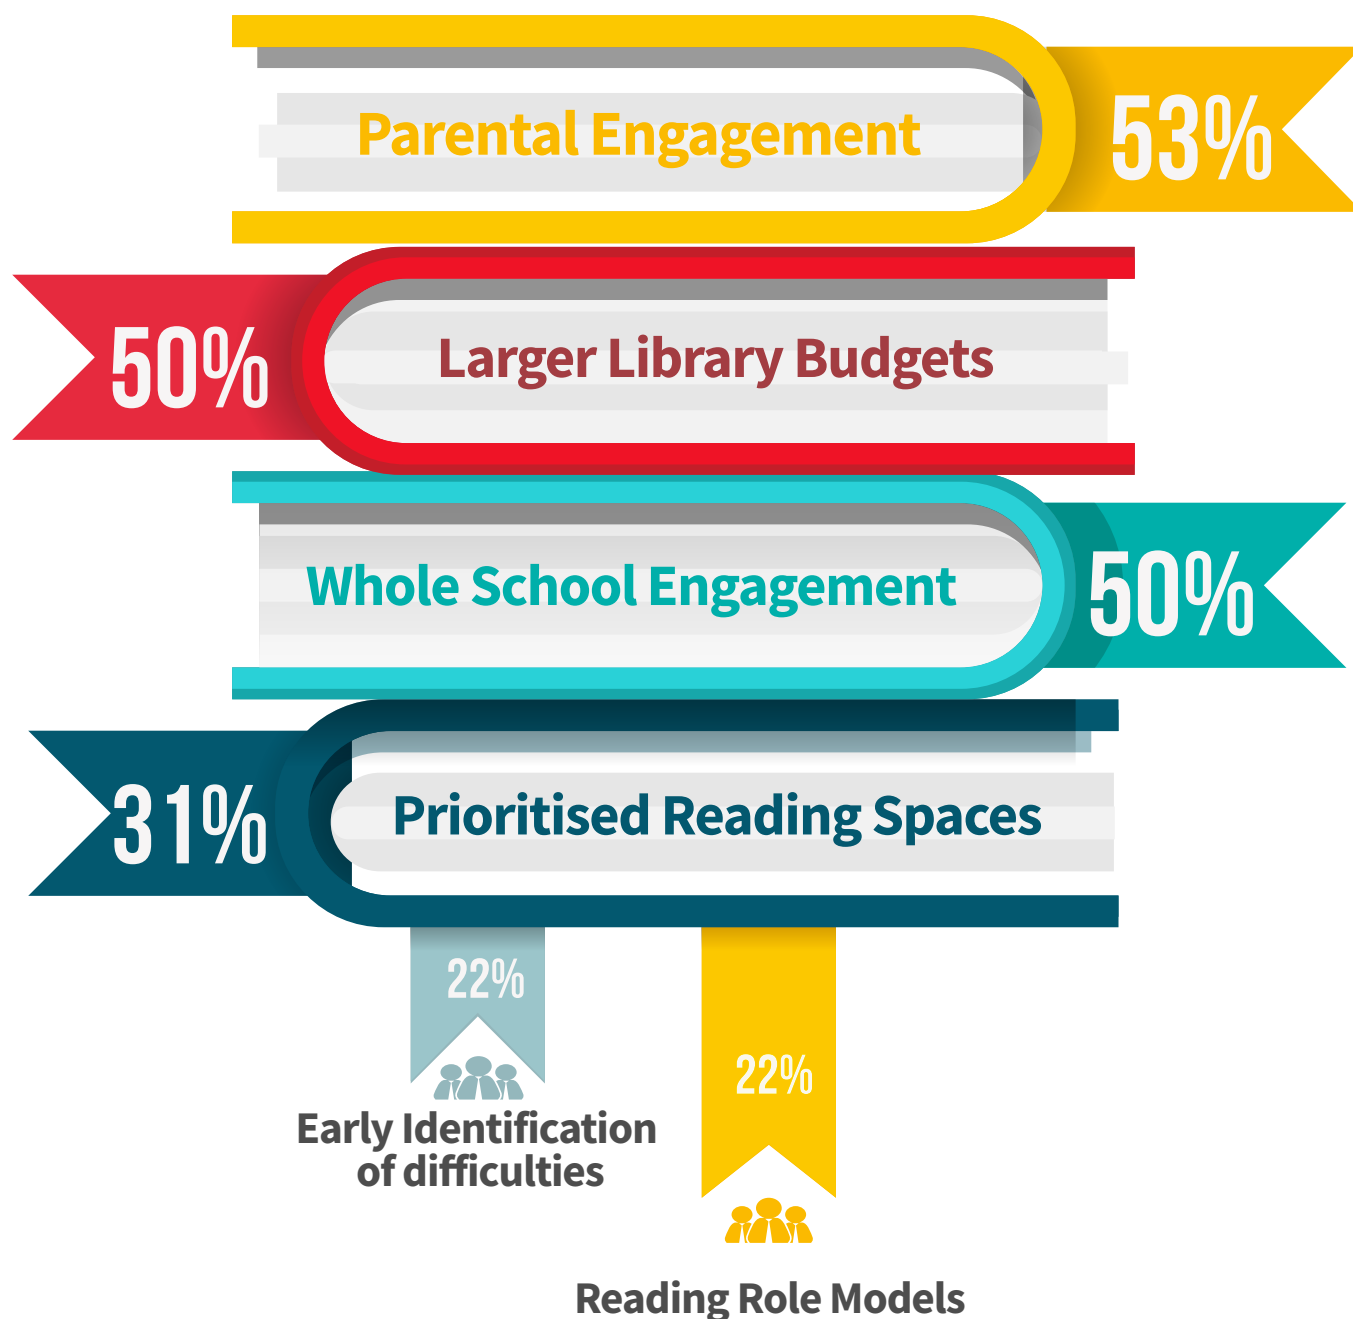 Parental Engagement
53%
50%
Larger Library Budgets
Whole School Engagement
50%
31%
Prioritised Reading Spaces
22%
22%
Early Identification
of difficulties
Reading Role Models